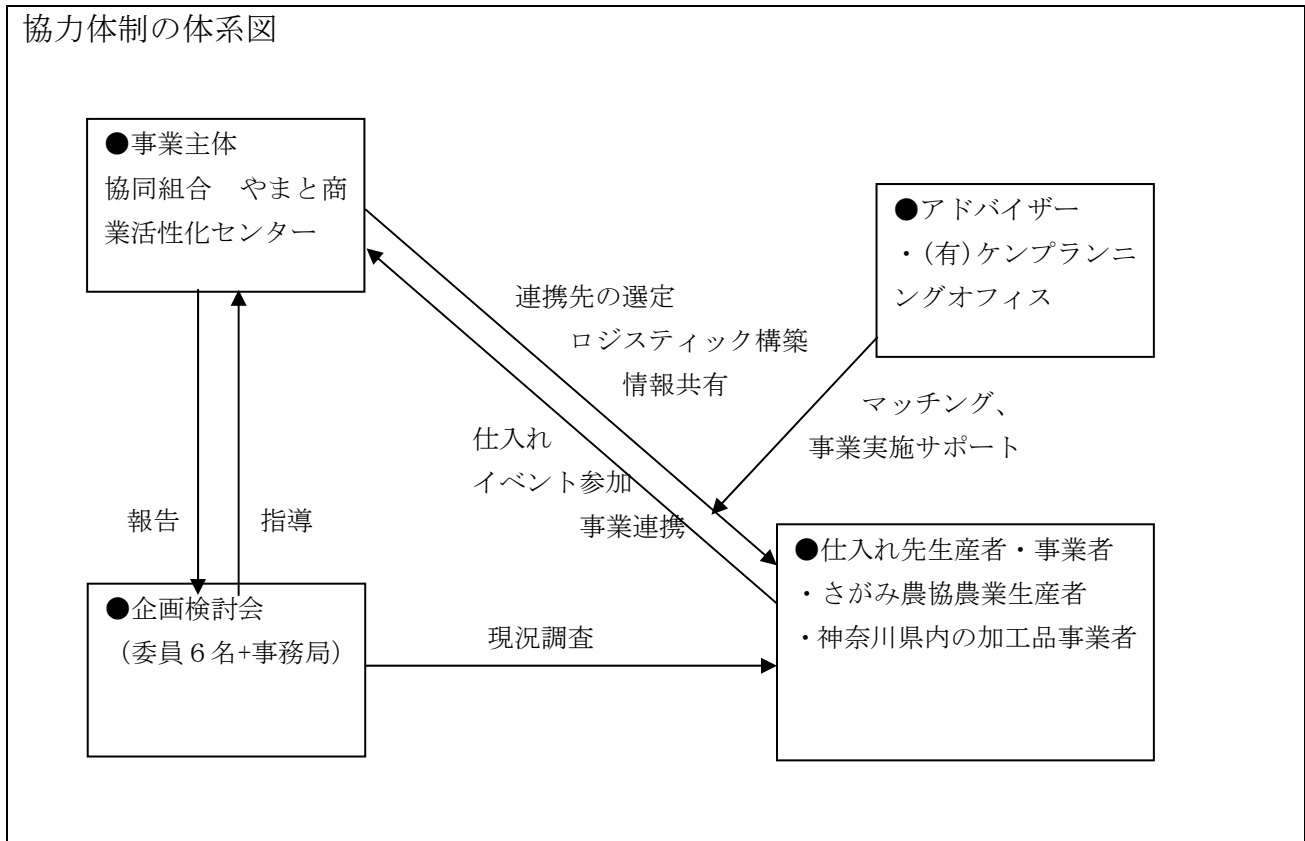 協力体制の体系図
●事業主体
協同組合　やまと商
業活性化センター
●アドバイザー
・(有)ケンプランニ
ングオフィス
連携先の選定
ロジスティック構築
情報共有
マッチング、
事業実施サポート
仕入れ
イベント参加
事業連携
報告
指導
●仕入れ先生産者・事業者
・さがみ農協農業生産者
・神奈川県内の加工品事業者
●企画検討会
（委員６名+事務局）
現況調査